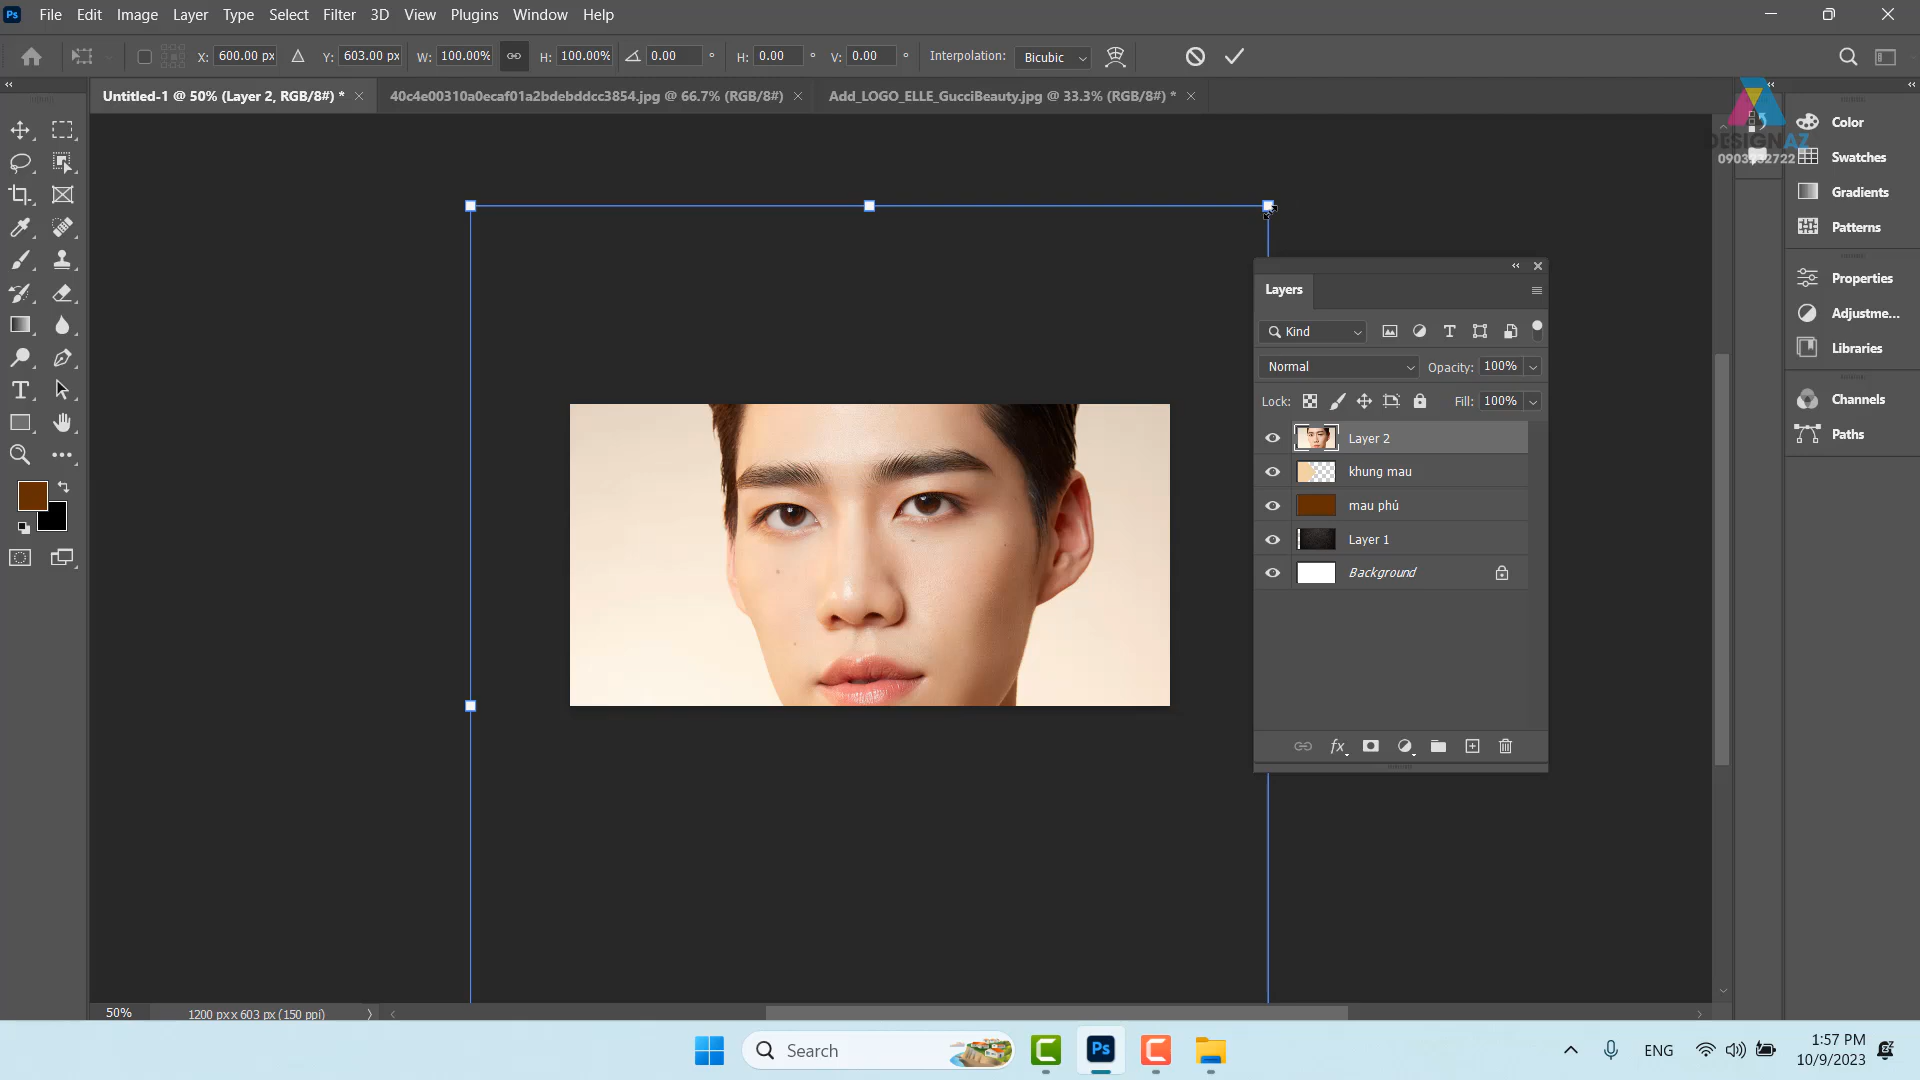 Ps File Edit Image Layer Type Select Filter 3D View Plugins Window Help
X: 600.00 px Y: 603.00 px W: 100.00% H: 100.00% 0.00 ° H: 0.00 ° V: 0.00 ° Interpolation: Bicubic
Untitled-1 @ 50% (Layer 2, RGB/8#) * 40c4e00310a0ecaf01a2bdebddcc3854.jpg @ 66.7% (RGB/8#) Add_LOGO_ELLE_GucciBeauty.jpg @ 33.3% (RGB/8#) *
DESIGNAZ
Color
Swatches
Gradients
Patterns
Properties
Adjustme...
Libraries
Channels
Paths
Layers
Kind
Normal Opacity: 100%
Lock: Fill: 100%
Layer 2
khung mau
mau phủ
Layer 1
Background
fx
50% 1200 px x 603 px (150 ppi)
Search Ps ENG 1:57 PM
10/9/2023